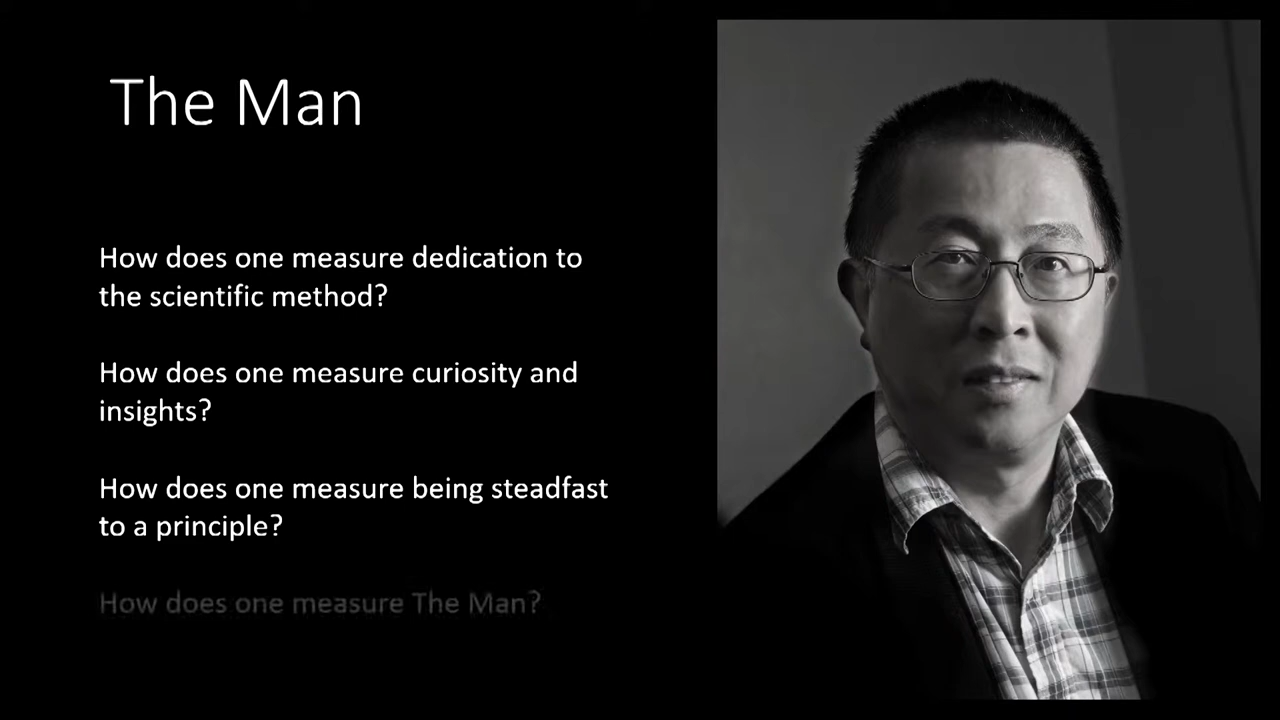 The Man
How does one measure dedication to
the scientific method?
How does one measure curiosity and
insights?
How does one measure being steadfast
to a principle?
How does one measure The Man?